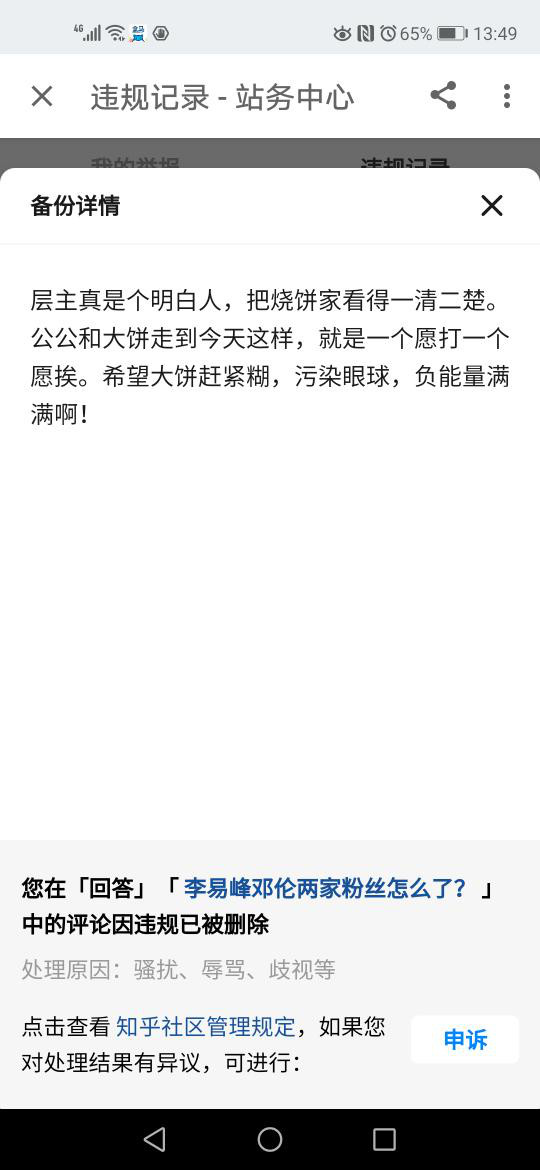 4G 65% 13:49
违规记录 - 站务中心
我的举报 违规记录
备份详情
层主真是个明白人，把烧饼家看得一清二楚。
公公和大饼走到今天这样，就是一个愿打一个
愿挨。希望大饼赶紧糊，污染眼球，负能量满
满啊！
您在「回答」「李易峰邓伦两家粉丝怎么了？」
中的评论因违规已被删除
处理原因：骚扰、辱骂、歧视等
点击查看 知乎社区管理规定，如果您
对处理结果有异议，可进行：
申诉